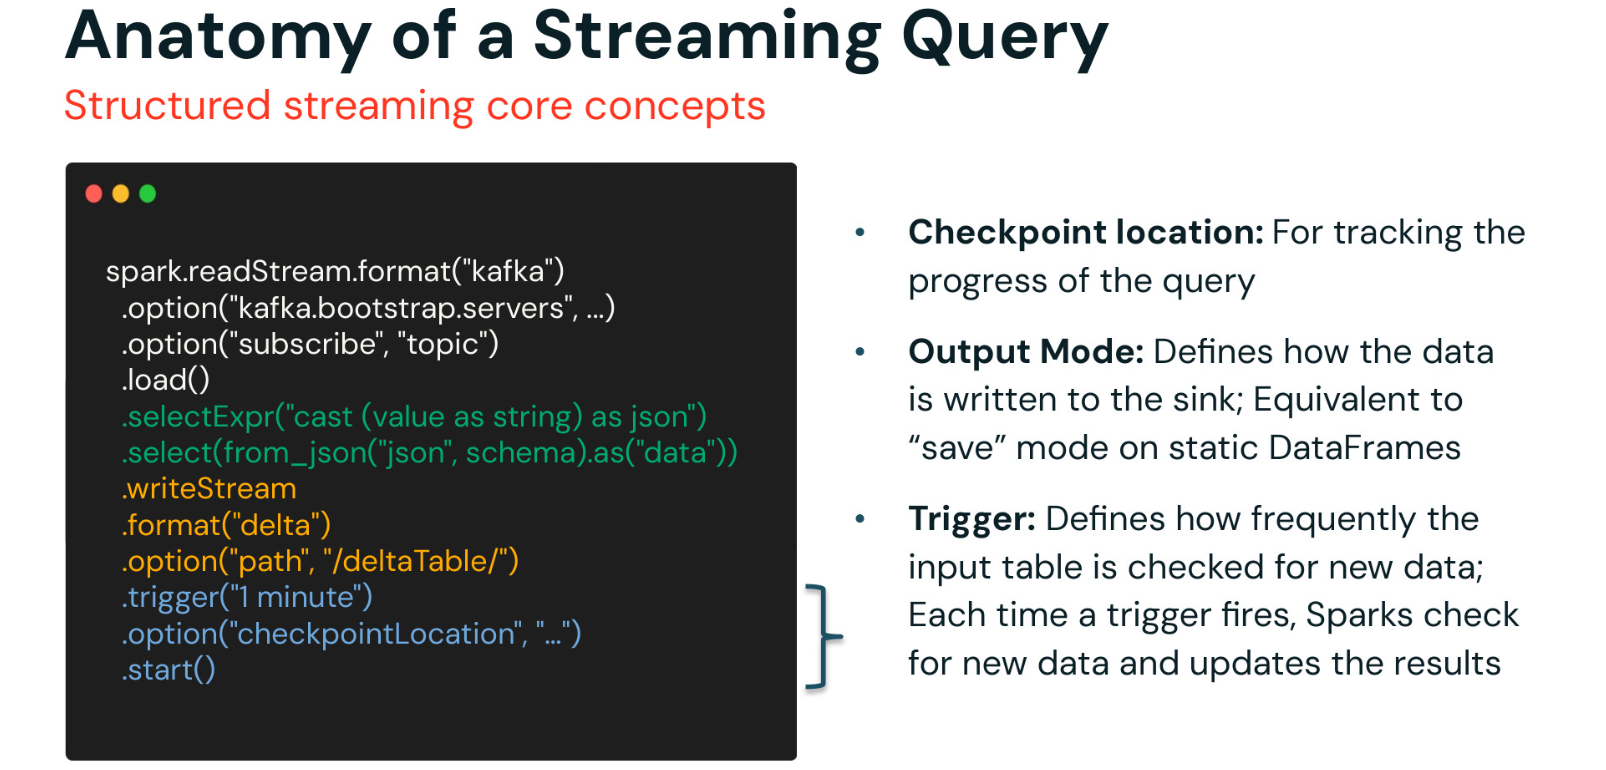 Anatomy of a Streaming Query
Structured streaming core concepts
spark.readStream.format("kafka")
.option("kafka.bootstrap.servers", ...)
.option("subscribe", "topic")
.load()
.selectExpr("cast (value as string) as json")
.select(from_json("json", schema).as("data"))
.writeStream
.format("delta")
.option("path", "/deltaTable/")
.trigger("1 minute")
.option("checkpointLocation", "...")
.start()
• Checkpoint location: For tracking the
progress of the query
• Output Mode: Defines how the data
is written to the sink; Equivalent to
“save” mode on static DataFrames
• Trigger: Defines how frequently the
input table is checked for new data;
Each time a trigger fires, Sparks check
for new data and updates the results